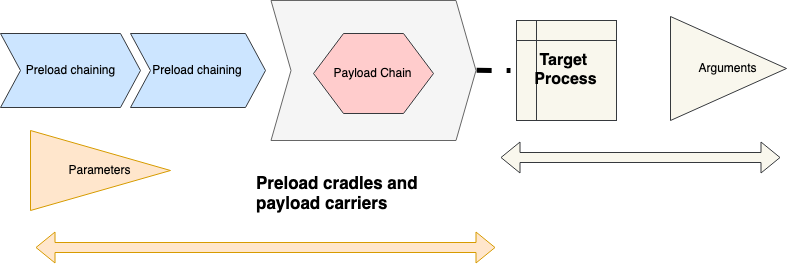 Preload chaining
Preload chaining
Payload Chain
Target
Process
Arguments
Parameters
Preload cradles and
payload carriers